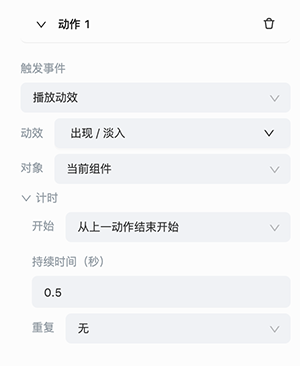 动作 1
触发事件
播放动效
动效 出现 / 淡入
对象 当前组件
计时
开始 从上一动作结束开始
持续时间（秒）
0.5
重复 无